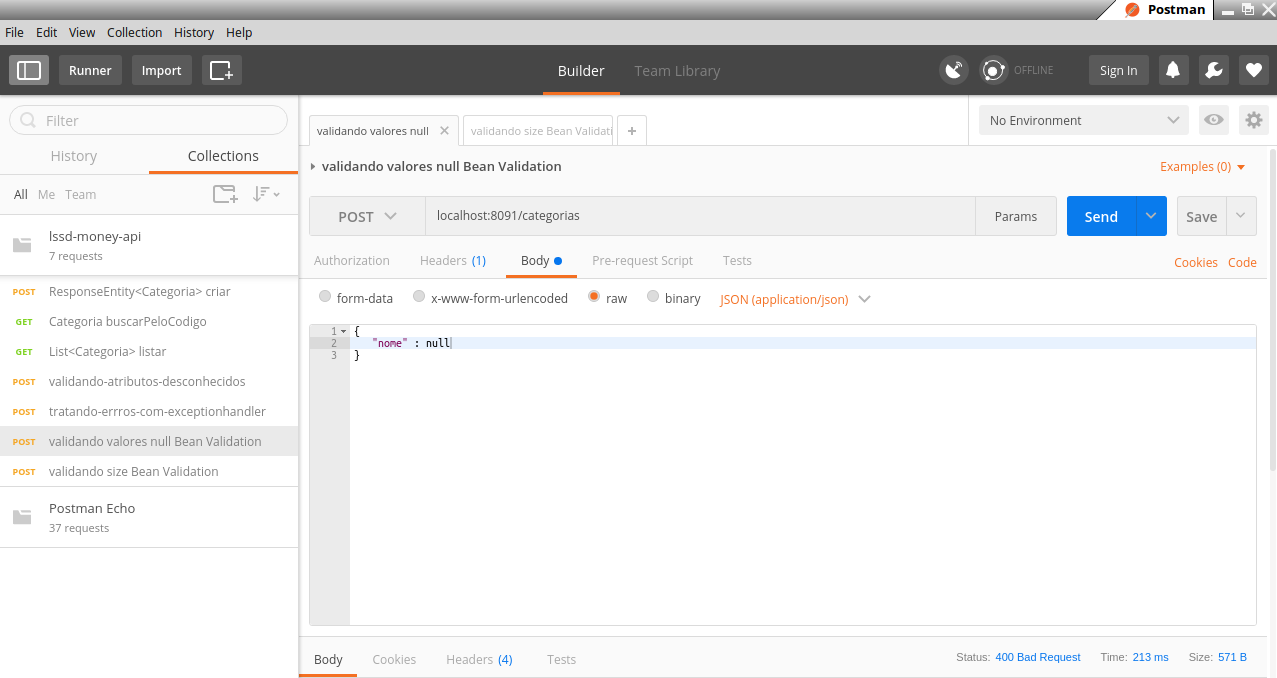 Postman
File Edit View Collection History Help
Runner Import Builder Team Library OFFLINE Sign In
Filter
History Collections
All Me Team
lssd-money-api
7 requests
POST ResponseEntity<Categoria> criar
GET Categoria buscarPeloCodigo
GET List<Categoria> listar
POST validando-atributos-desconhecidos
POST tratando-errros-com-exceptionhandler
POST validando valores null Bean Validation
POST validando size Bean Validation
Postman Echo
37 requests
validando valores null validando size Bean Validati + No Environment
validando valores null Bean Validation Examples (0)
POST localhost:8091/categorias Params Send Save
Authorization Headers (1) Body Pre-request Script Tests Cookies Code
form-data x-www-form-urlencoded raw binary JSON (application/json)
1 {
2 "nome" : null
3 }
Body Cookies Headers (4) Tests Status: 400 Bad Request Time: 213 ms Size: 571 B